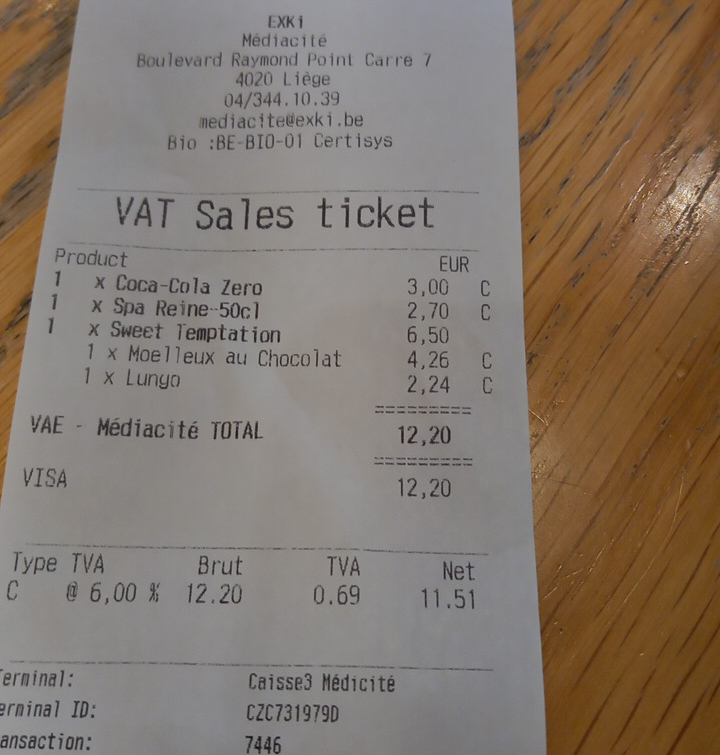 EXKi
Médiacité
Boulevard Raymond Point Carre 7
4020 Liège
04/344.10.39
mediacite@exki.be
Bio :BE-BIO-01 Certisys
VAT Sales ticket
Product EUR
1 x Coca-Cola Zero 3,00 C
1 x Spa Reine-50cl 2,70 C
1 x Sweet Temptation 6,50
1 x Moelleux au Chocolat 4,26 C
1 x Lungo 2,24 C
=========
VAE - Médiacité TOTAL 12,20
=========
VISA 12,20
Type TVA Brut TVA Net
C @ 6,00 % 12.20 0.69 11.51
erminal: Caisse3 Médicité
erminal ID: CZC731979D
ansaction: 7446